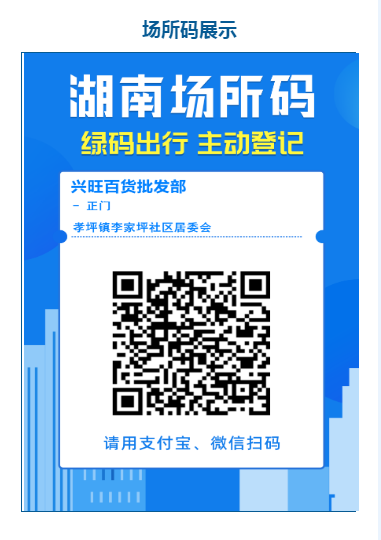 场所码展示
湖南场所码
绿码出行 主动登记
兴旺百货批发部
- 正门
孝坪镇李家坪社区居委会
请用支付宝、微信扫码